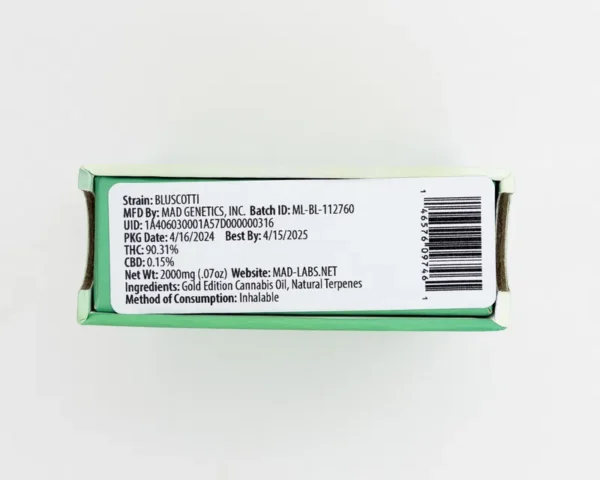 Strain: BLUSCOTTI
MFD By: MAD GENETICS, INC. Batch ID: ML-BL-112760
UID: 1A406030001A57D000000316
PKG Date: 4/16/2024 Best By: 4/15/2025
THC: 90.31%
CBD: 0.15%
Net Wt: 2000mg (.07oz) Website: MAD-LABS.NET
Ingredients: Gold Edition Cannabis Oil, Natural Terpenes
Method of Consumption: Inhalable
1 46576 09746 1